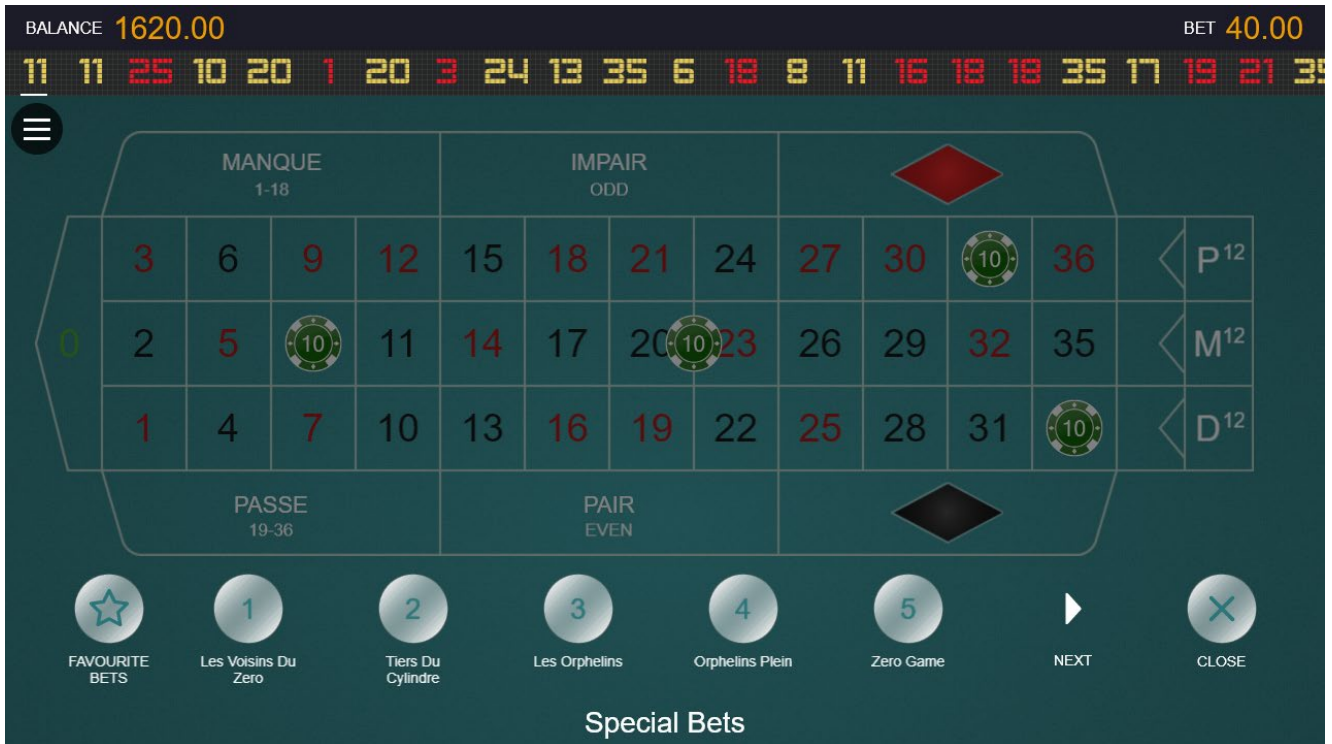 BALANCE 1620.00 BET 40.00
11 11 25 10 20 1 20 3 24 13 35 6 18 8 11 16 18 18 35 17 19 21
MANQUE IMPAIR
1-18 ODD
3 6 9 12 15 18 21 24 27 30 10 36 P12
0 2 5 10 11 14 17 20 10 23 26 29 32 35 M12
1 4 7 10 13 16 19 22 25 28 31 10 D12
PASSE PAIR
19-36 EVEN
1 2 3 4 5
FAVOURITE Les Voisins Du Tiers Du Les Orphelins Orphelins Plein Zero Game NEXT CLOSE
BETS Zero Cylindre
Special Bets